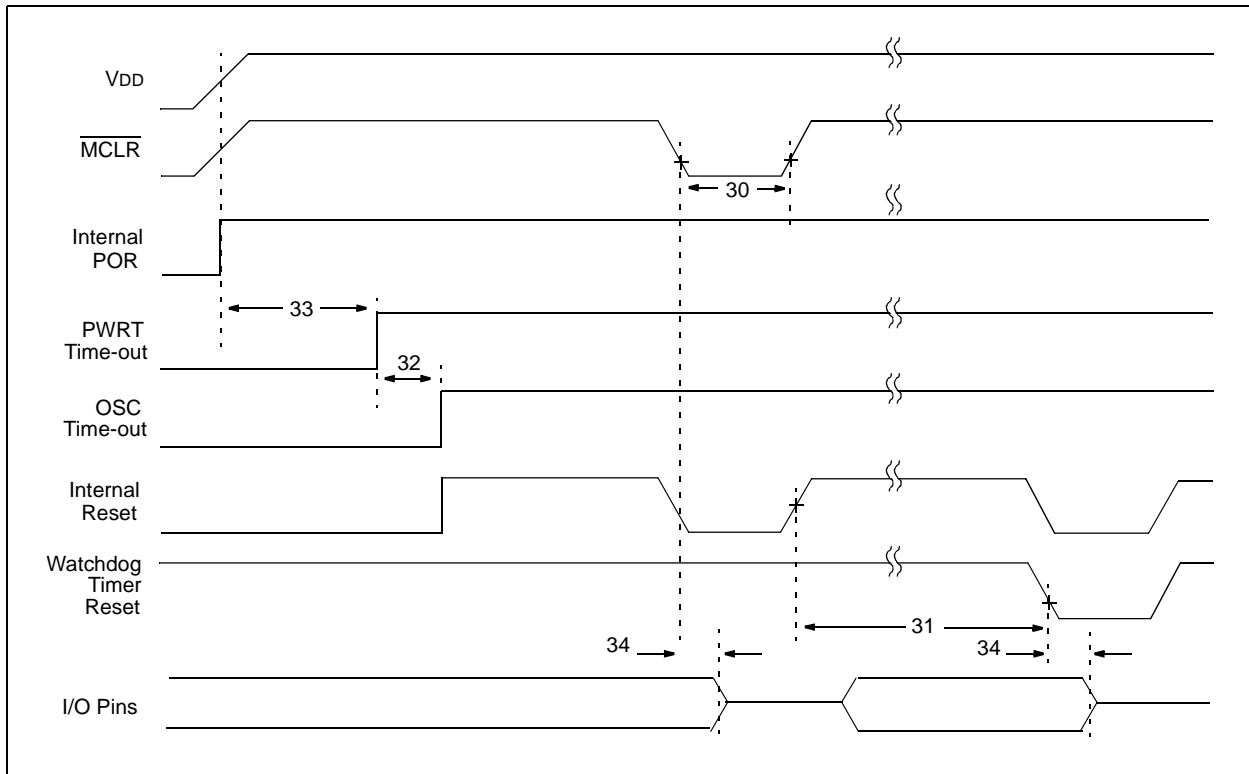 VDD
MCLR
30
Internal
POR
33
PWRT
Time-out
32
OSC
Time-out
Internal
Reset
Watchdog
Timer
Reset
31
34
34
I/O Pins